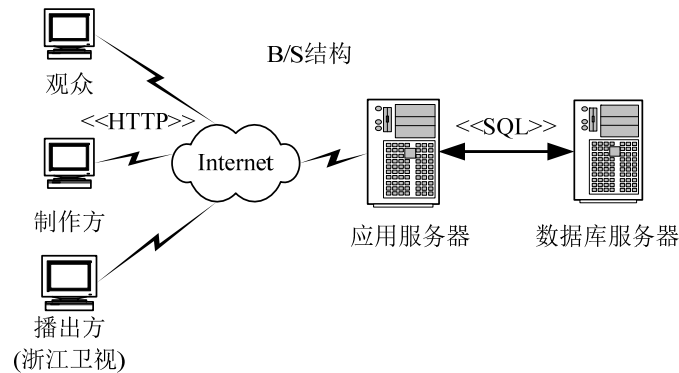 B/S结构
观众
<<HTTP>>
<<SQL>>
Internet
制作方
应用服务器
数据库服务器
播出方
(浙江卫视)